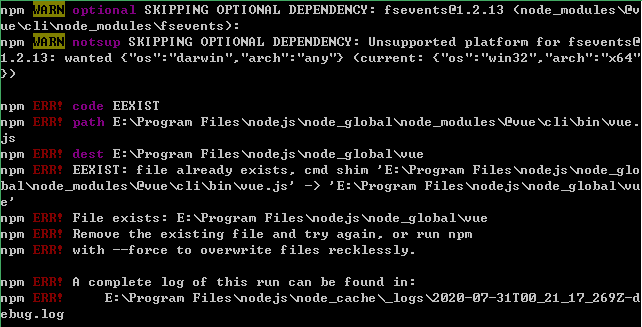 npm WARN optional SKIPPING OPTIONAL DEPENDENCY: fsevents@1.2.13 (node_modules\@v
ue\cli\node_modules\fsevents):
npm WARN notsup SKIPPING OPTIONAL DEPENDENCY: Unsupported platform for fsevents@
1.2.13: wanted {"os":"darwin","arch":"any"} (current: {"os":"win32","arch":"x64"
})
npm ERR! code EEXIST
npm ERR! path E:\Program Files\nodejs\node_global\node_modules\@vue\cli\bin\vue.
js
npm ERR! dest E:\Program Files\nodejs\node_global\vue
npm ERR! EEXIST: file already exists, cmd shim 'E:\Program Files\nodejs\node_glo
bal\node_modules\@vue\cli\bin\vue.js' -> 'E:\Program Files\nodejs\node_global\vu
e'
npm ERR! File exists: E:\Program Files\nodejs\node_global\vue
npm ERR! Remove the existing file and try again, or run npm
npm ERR! with --force to overwrite files recklessly.
npm ERR! A complete log of this run can be found in:
npm ERR!     E:\Program Files\nodejs\node_cache\_logs\2020-07-31T00_21_17_269Z-d
ebug.log